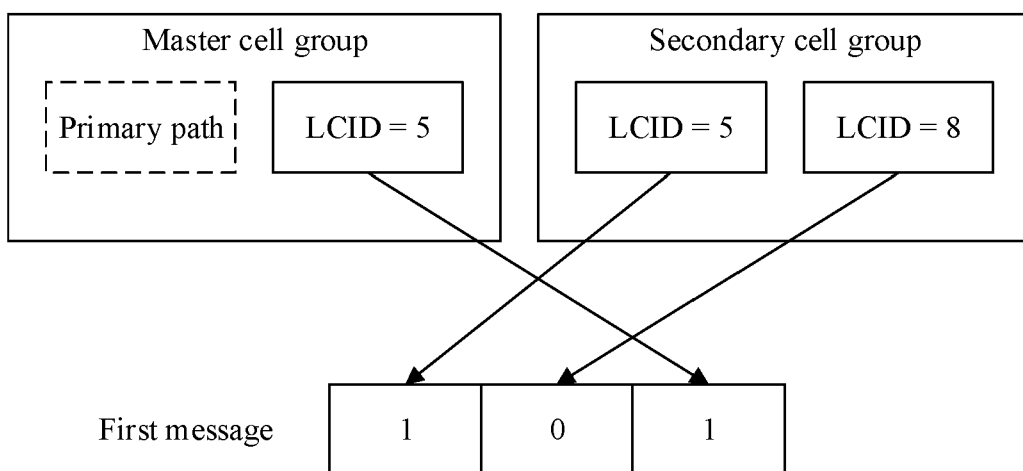 Master cell group
Secondary cell group
Primary path
LCID = 5
LCID = 5
LCID = 8
First message
1
0
1